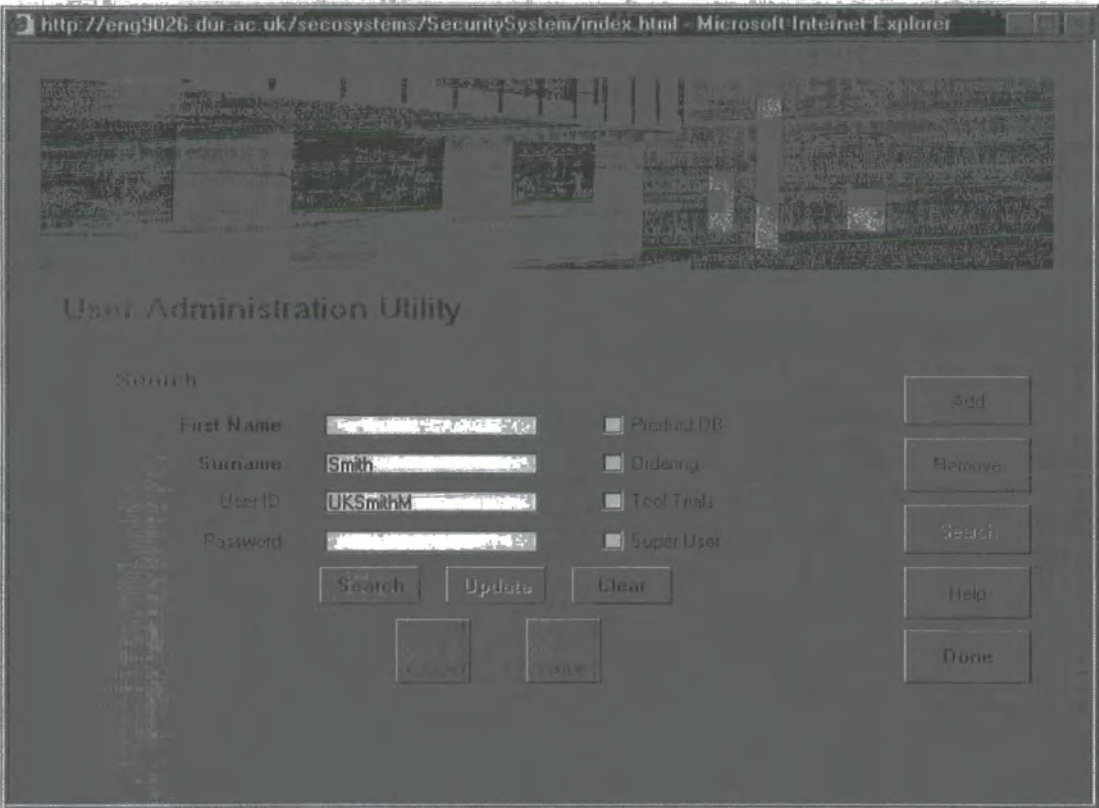 http://eng9026.dur.ac.uk/secosystems/SecuritySystem/index.html - Microsoft Internet Explorer
User Administration Utility
Search
First Name
Product DB
Add
Surname
Smith
Ordering
Remove
User ID
UKSmithM
Tool Trials
Password
Super User
Search
Search
Update
Clear
Help
Done